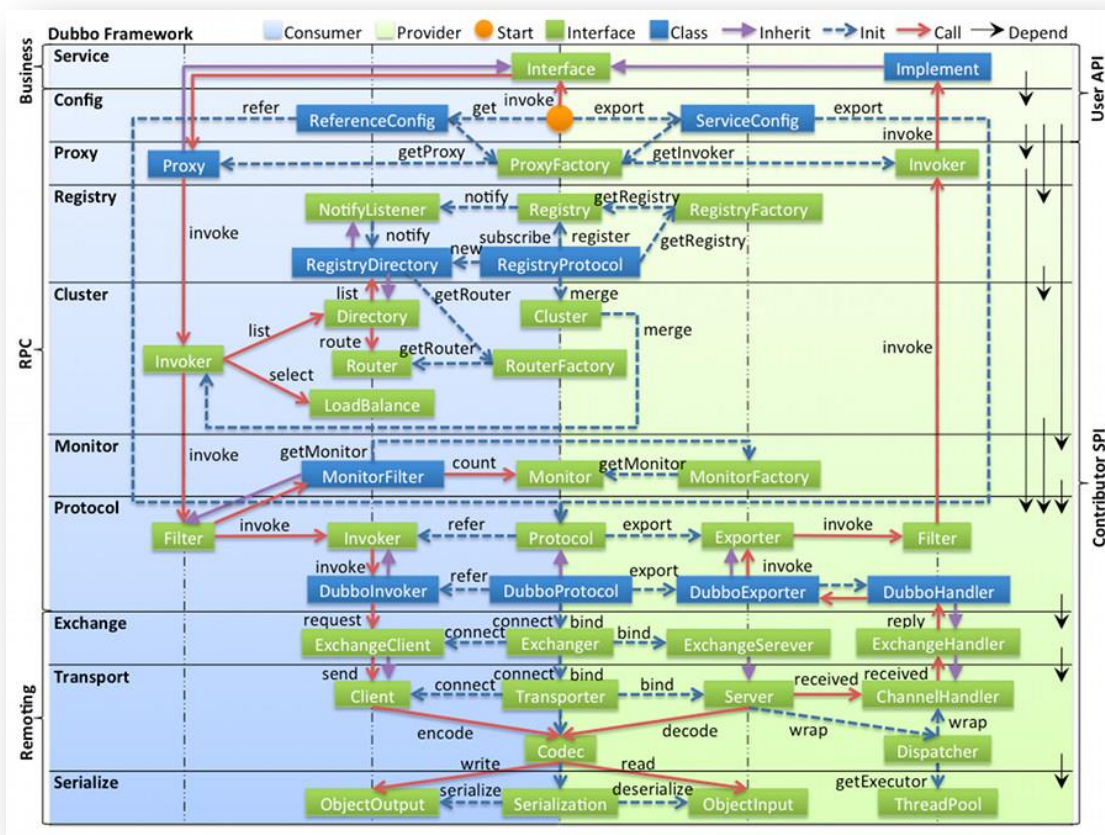 Dubbo Framework Consumer Provider Start Interface Class Inherit Init Call Depend
Business
RPC
Remoting
User API
Contributor SPI
Service
Interface
Implement
Config
refer
ReferenceConfig
get
invoke
export
ServiceConfig
export
invoke
Proxy
Proxy
getProxy
ProxyFactory
getInvoker
Invoker
Registry
NotifyListener
notify
Registry
getRegistry
RegistryFactory
invoke
notify
subscribe
register
getRegistry
RegistryDirectory
new
RegistryProtocol
Cluster
list
getRouter
merge
Directory
Cluster
list
merge
route
getRouter
invoke
Invoker
Router
RouterFactory
select
LoadBalance
Monitor
invoke
getMonitor
MonitorFilter
count
Monitor
getMonitor
MonitorFactory
Protocol
Filter
invoke
Invoker
refer
Protocol
export
Exporter
invoke
Filter
invoke
DubboInvoker
refer
DubboProtocol
export
DubboExporter
invoke
DubboHandler
Exchange
request
connect
bind
reply
ExchangeClient
connect
Exchanger
bind
ExchangeSerever
ExchangeHandler
Transport
send
connect
bind
received
received
Client
connect
Transporter
bind
Server
ChannelHandler
encode
decode
wrap
wrap
Codec
Dispatcher
write
read
getExecutor
Serialize
ObjectOutput
serialize
Serialization
deserialize
ObjectInput
ThreadPool